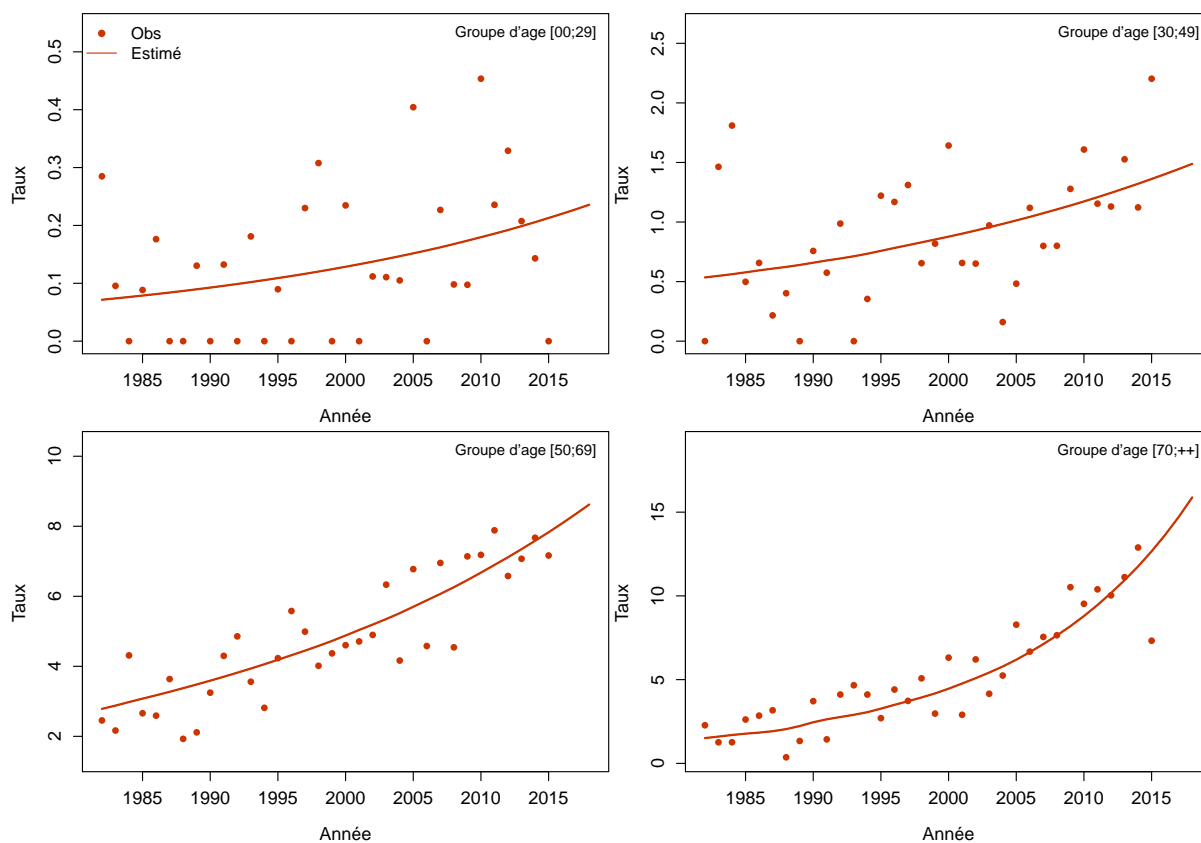 Obs
Estimé
Groupe d'age [00;29]
0.5
0.4
0.3
0.2
0.1
0.0
Taux
1985 1990 1995 2000 2005 2010 2015
Année
Groupe d'age [30;49]
2.5
2.0
1.5
1.0
0.5
0.0
Taux
1985 1990 1995 2000 2005 2010 2015
Année
Groupe d'age [50;69]
10
8
6
4
2
Taux
1985 1990 1995 2000 2005 2010 2015
Année
Groupe d'age [70;++]
15
10
5
0
Taux
1985 1990 1995 2000 2005 2010 2015
Année